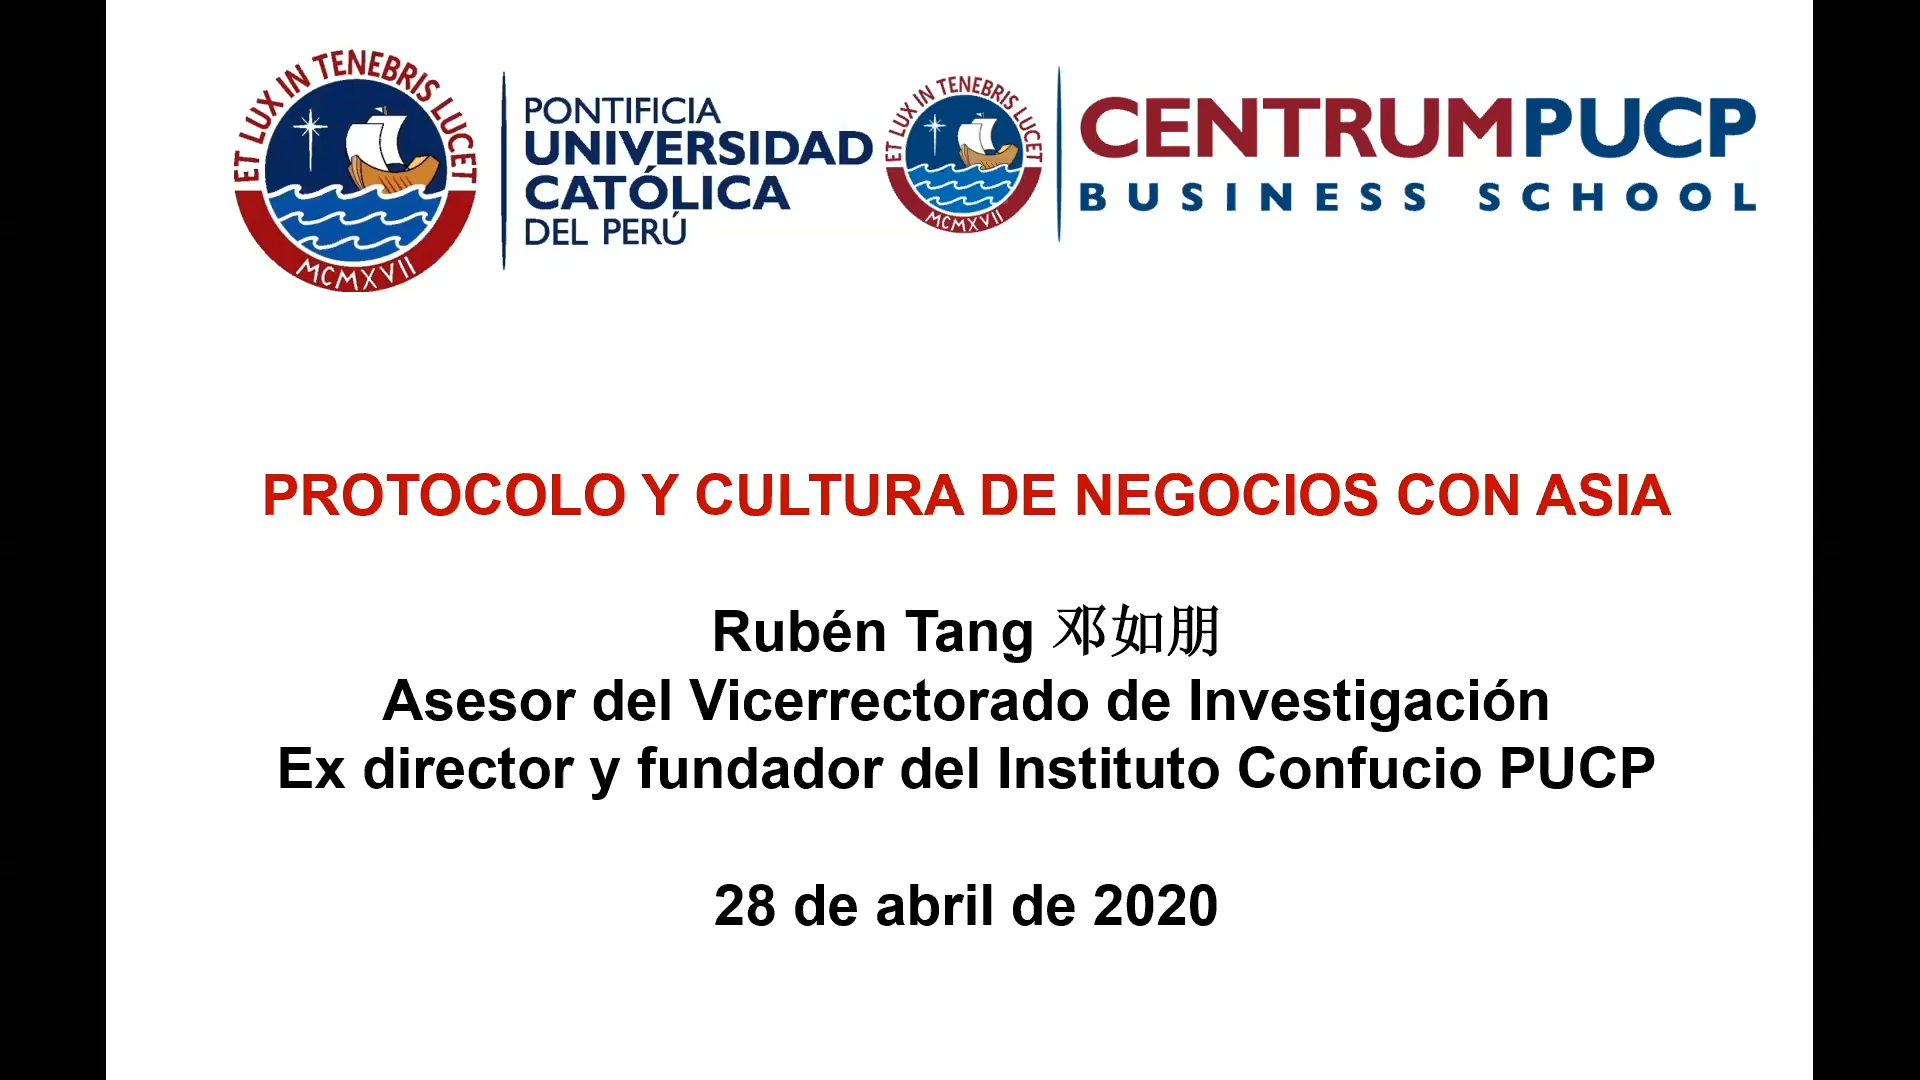 ET LUX IN TENEBRIS LUCET
MCMXVII
PONTIFICIA
UNIVERSIDAD
CATÓLICA
DEL PERÚ
ET LUX IN TENEBRIS LUCET
MCMXVII
CENTRUMPUCP
BUSINESS SCHOOL
PROTOCOLO Y CULTURA DE NEGOCIOS CON ASIA
Rubén Tang 邓如朋
Asesor del Vicerrectorado de Investigación
Ex director y fundador del Instituto Confucio PUCP
28 de abril de 2020